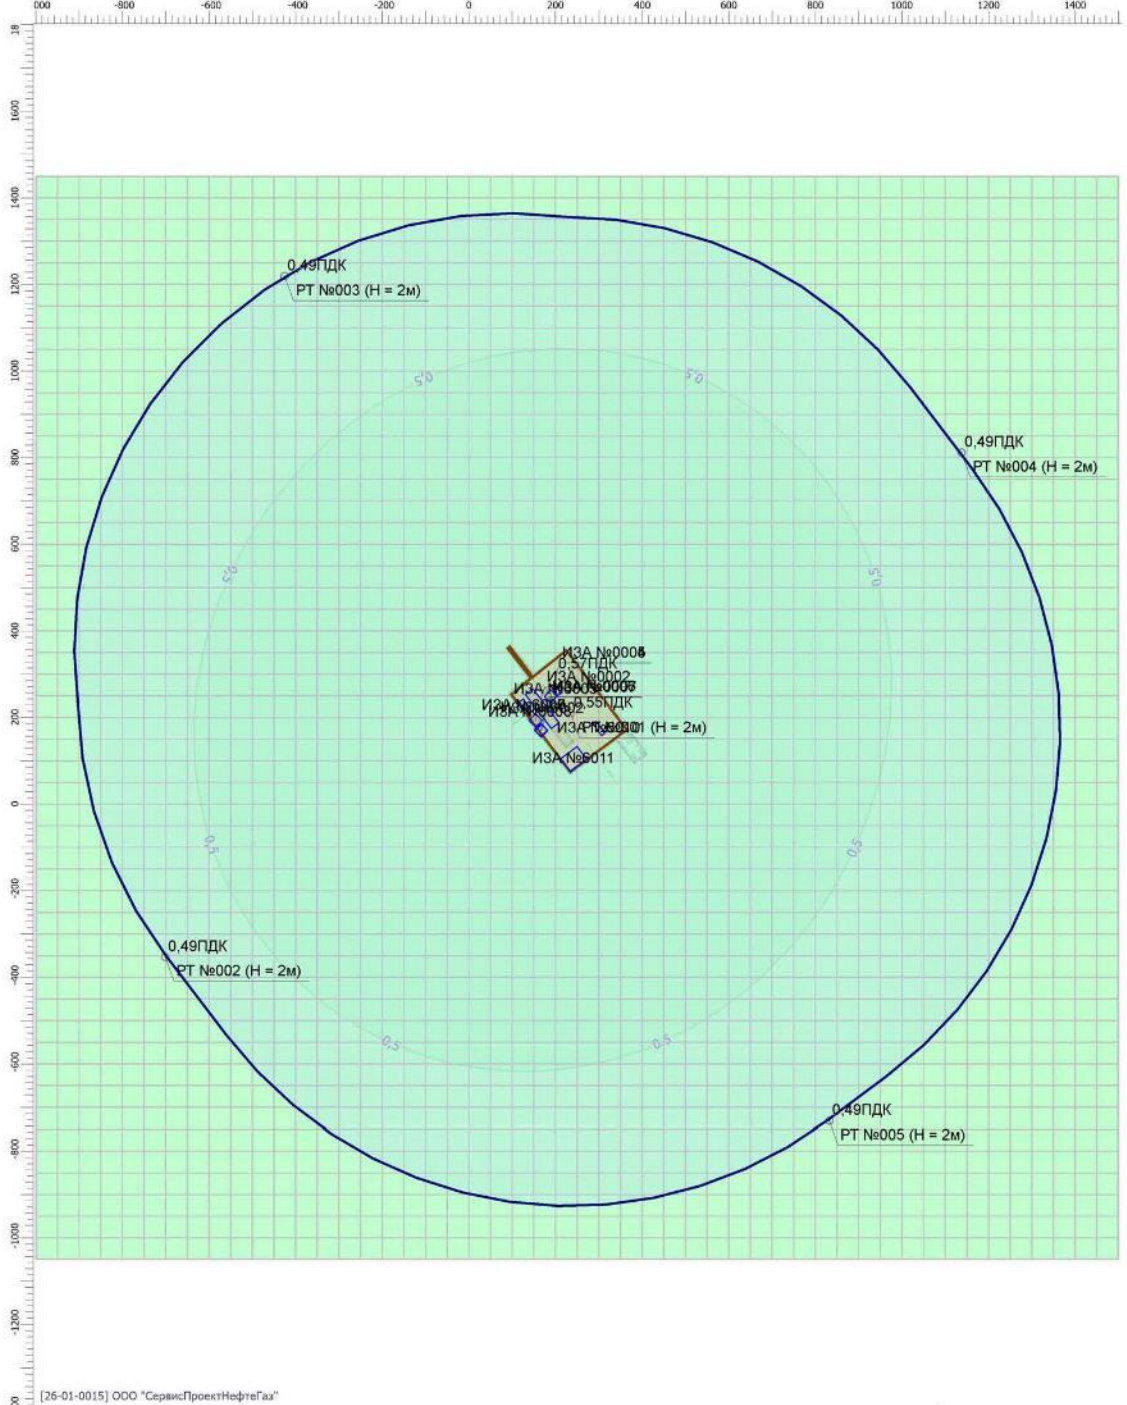 000 -800 -600 -400 -200 0 200 400 600 800 1000 1200 1400
18
1600
1400
1200
1000
800
600
400
200
0
-200
-400
-600
-800
-1000
-1200
0,49ПДК
РТ №003 (Н = 2м)
0,5
0,5
0,49ПДК
РТ №004 (Н = 2м)
0,5
0,5
0,57ПДК
ИЗА №0002
0,55ПДК
(Н = 2м)
ИЗА №6011
0,5
0,5
0,49ПДК
РТ №002 (Н = 2м)
0,5
0,5
0,49ПДК
РТ №005 (Н = 2м)
[26-01-0015] ООО "СервисПроектНефтеГаз"